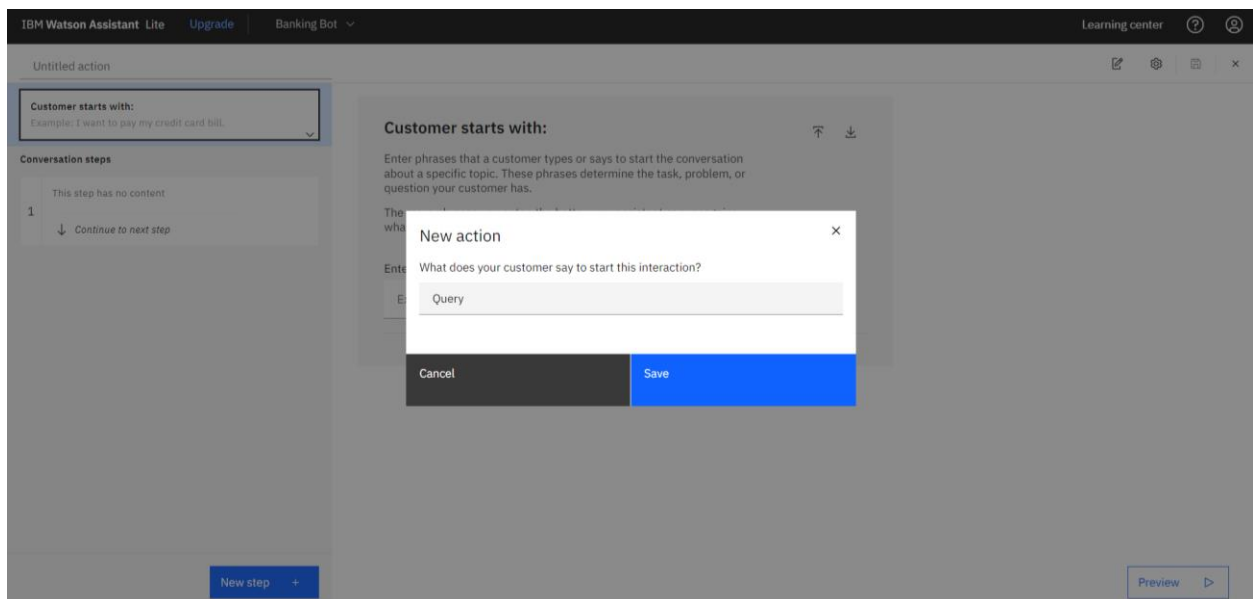 IBM Watson Assistant Lite Upgrade Banking Bot Learning center
Untitled action
Customer starts with:
Example: I want to pay my credit card bill.
Conversation steps
This step has no content
1
Continue to next step
New step +
Customer starts with:
Enter phrases that a customer types or says to start the conversation
about a specific topic. These phrases determine the task, problem, or
question your customer has.
The
wha
Ente
New action
What does your customer say to start this interaction?
Query
Cancel Save
Preview